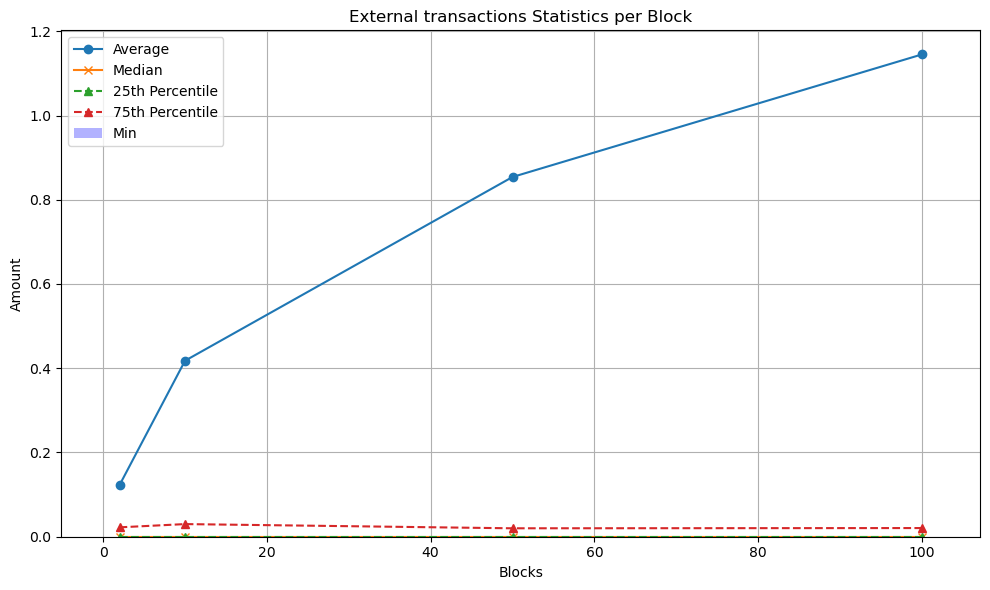 External transactions Statistics per Block
Average
Median
25th Percentile
75th Percentile
Min
Amount
1.2
1.0
0.8
0.6
0.4
0.2
0.0
0 20 40 60 80 100
Blocks